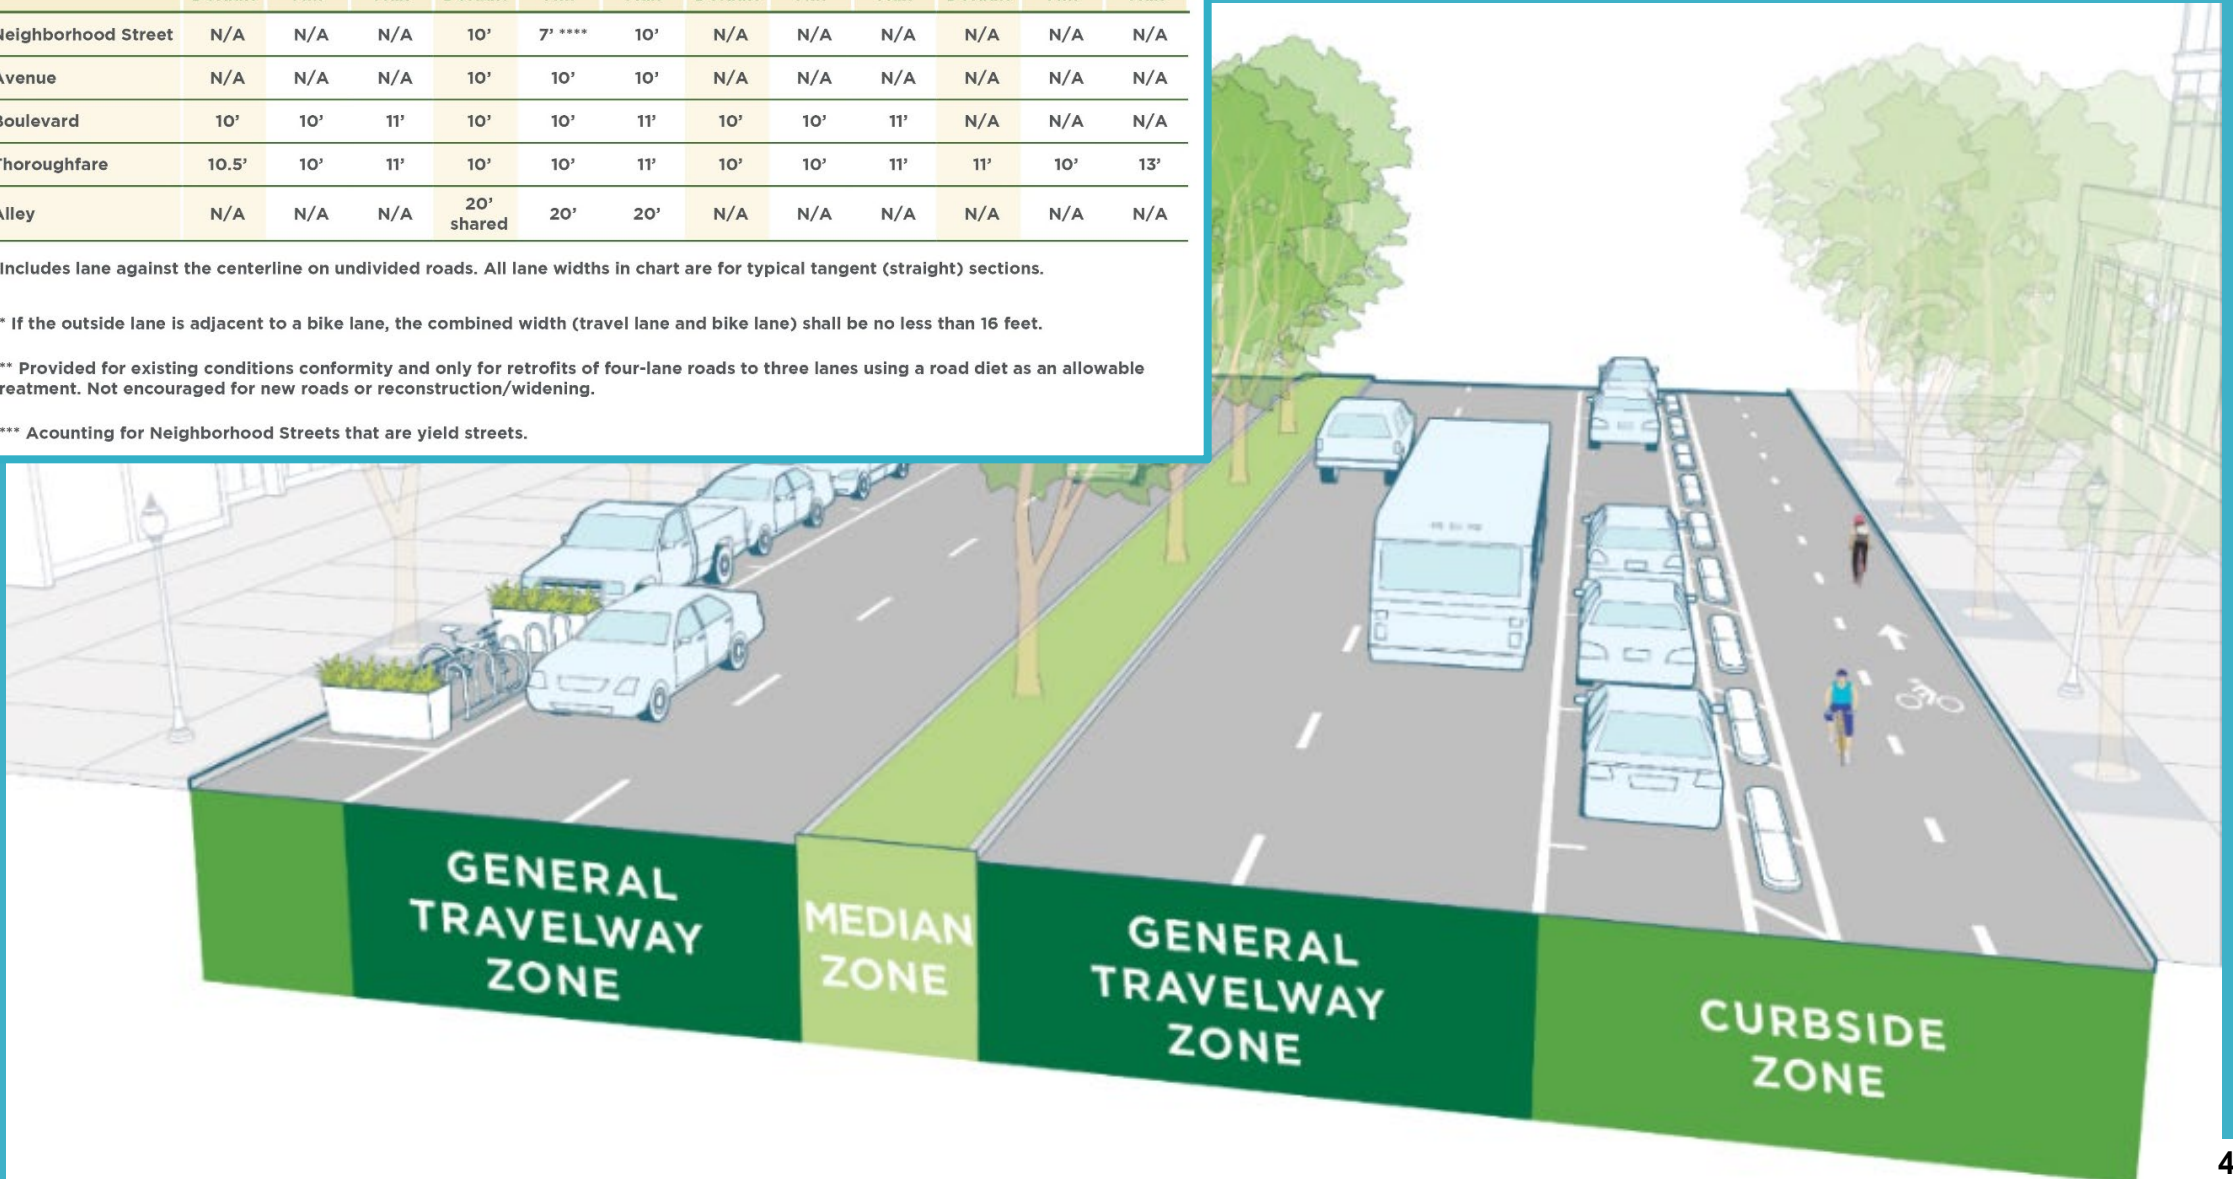 Neighborhood Street N/A N/A N/A 10’ 7’ **** 10’ N/A N/A N/A N/A N/A N/A
Avenue N/A N/A N/A 10’ 10’ 10’ N/A N/A N/A N/A N/A N/A
Boulevard 10’ 10’ 11’ 10’ 10’ 11’ 10’ 10’ 11’ N/A N/A N/A
Thoroughfare 10.5’ 10’ 11’ 10’ 10’ 11’ 10’ 10’ 11’ 11’ 10’ 13’
Alley N/A N/A N/A 20’ shared 20’ 20’ N/A N/A N/A N/A N/A N/A
Includes lane against the centerline on undivided roads. All lane widths in chart are for typical tangent (straight) sections.
* If the outside lane is adjacent to a bike lane, the combined width (travel lane and bike lane) shall be no less than 16 feet.
** Provided for existing conditions conformity and only for retrofits of four-lane roads to three lanes using a road diet as an allowable
reatment. Not encouraged for new roads or reconstruction/widening.
*** Acounting for Neighborhood Streets that are yield streets.
GENERAL
TRAVELWAY
ZONE
MEDIAN
ZONE
GENERAL
TRAVELWAY
ZONE
CURBSIDE
ZONE
4